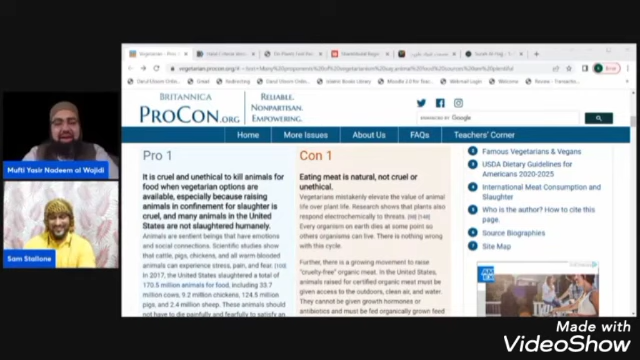 BRITANNICA
PROCON.ORG
RELIABLE.
NONPARTISAN.
EMPOWERING.
Google
Home More Issues About Us FAQs Teachers' Corner
Mufti Yasir Nadeem al Wajidi
Sam Stallone
Pro 1
It is cruel and unethical to kill animals for
food when vegetarian options are
available, especially because raising
animals in confinement for slaughter is
cruel, and many animals in the United
States are not slaughtered humanely.
Animals are sentient beings that have emotions
and social connections. Scientific studies show
that cattle, pigs, chickens, and all warm blooded
animals can experience stress, pain, and fear.
In 2017, the United States slaughtered a total of
170.5 million animals for food, including 33.7
million cows, 9.2 million chickens, 124.5 million
pigs, and 2.4 million sheep. These animals should
not have to die painfully and fearfully to satisfy an
Con 1
Eating meat is natural, not cruel or
unethical.
Vegetarians mistakenly elevate the value of animal
life over plant life. Research shows that plants also
respond electrochemically to threats.
Every organism on earth dies at some point so
others organisms can live. There is nothing wrong
with this cycle.
Further, there is a growing movement to raise
"cruelty-free" organic meat. In the United States,
animals raised for certified organic meat must be
given access to the outdoors, clean air, and water.
They cannot be given growth hormones or
antibiotics and must be fed organically grown feed
Famous Vegetarians & Vegans
USDA Dietary Guidelines for
Americans 2020-2025
International Meat Consumption and
Slaughter
Who is the author? How to cite this
page.
Source Biographies
Site Map
Made with
VideoShow